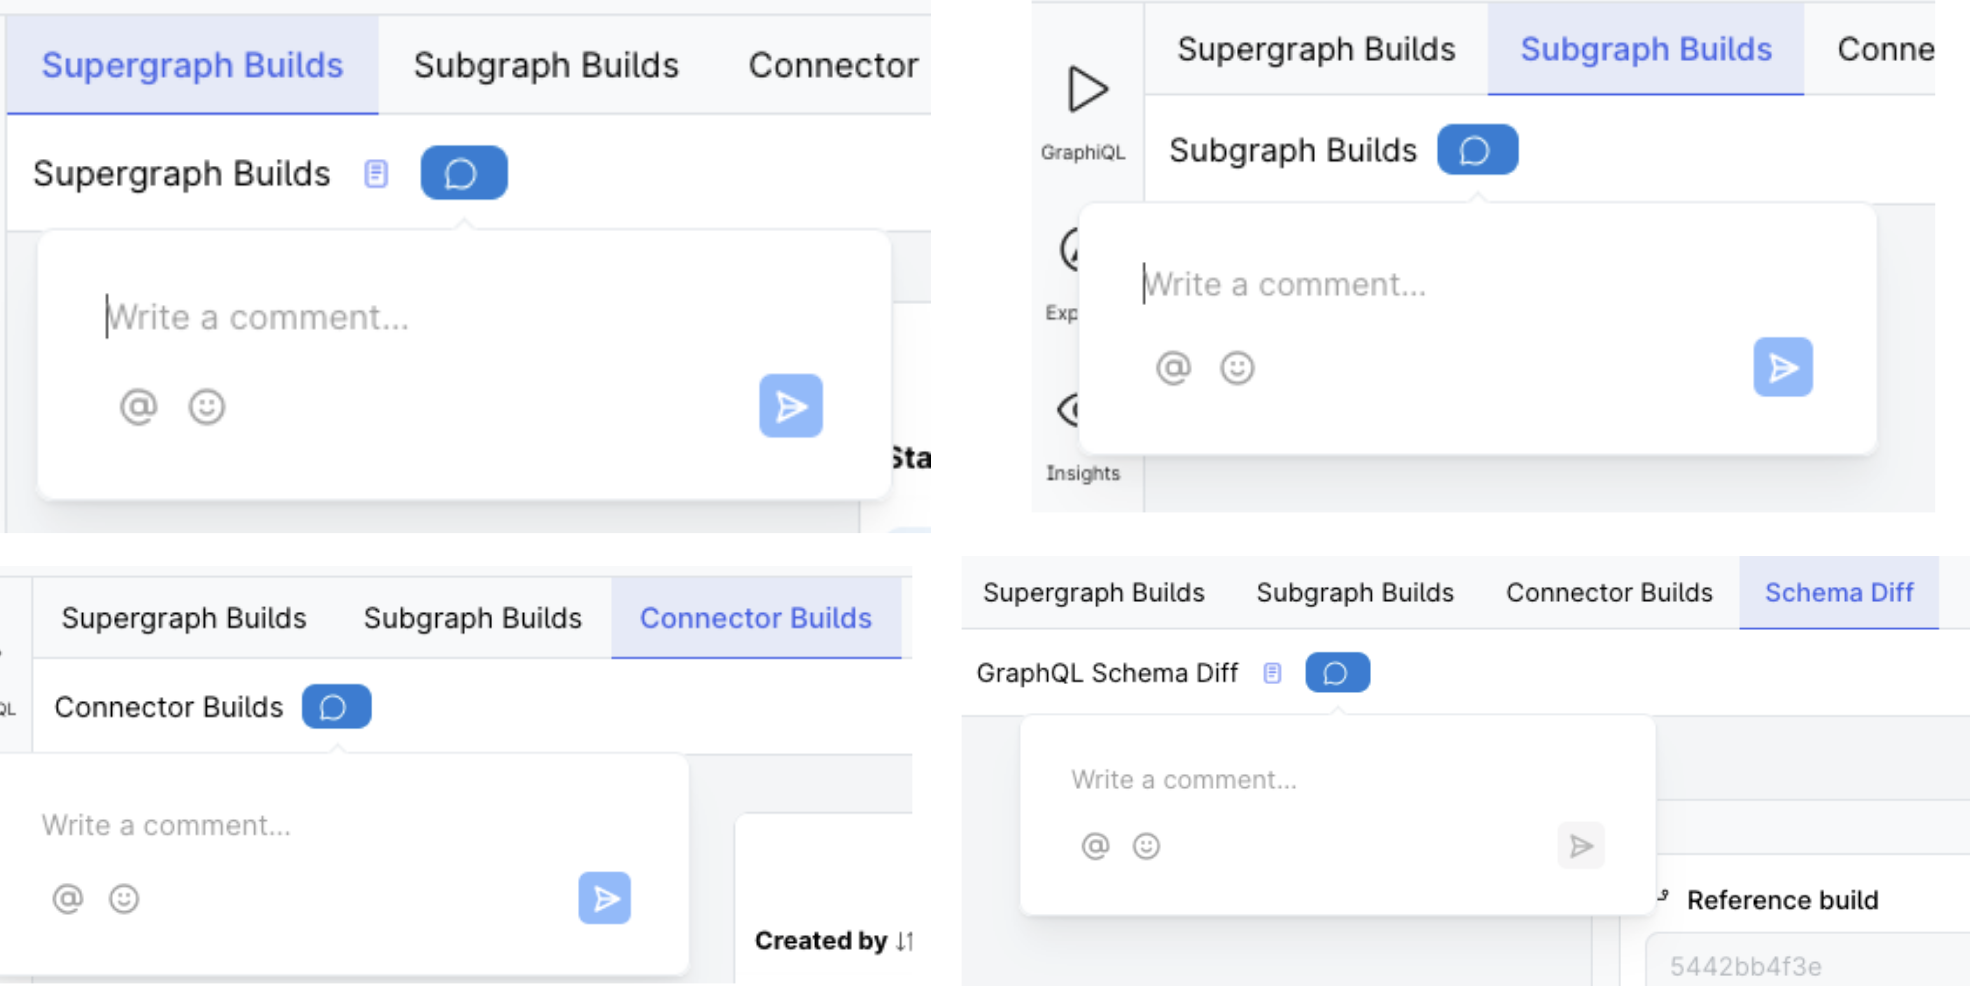 Supergraph Builds Subgraph Builds Connector
Supergraph Builds
Write a comment...
Sta
Supergraph Builds Subgraph Builds Conne
GraphiQL
Subgraph Builds
Write a comment...
Exp
Insights
Supergraph Builds Subgraph Builds Connector Builds
QL
Connector Builds
Write a comment...
Created by
Supergraph Builds Subgraph Builds Connector Builds Schema Diff
GraphQL Schema Diff
Write a comment...
Reference build
5442bb4f3e